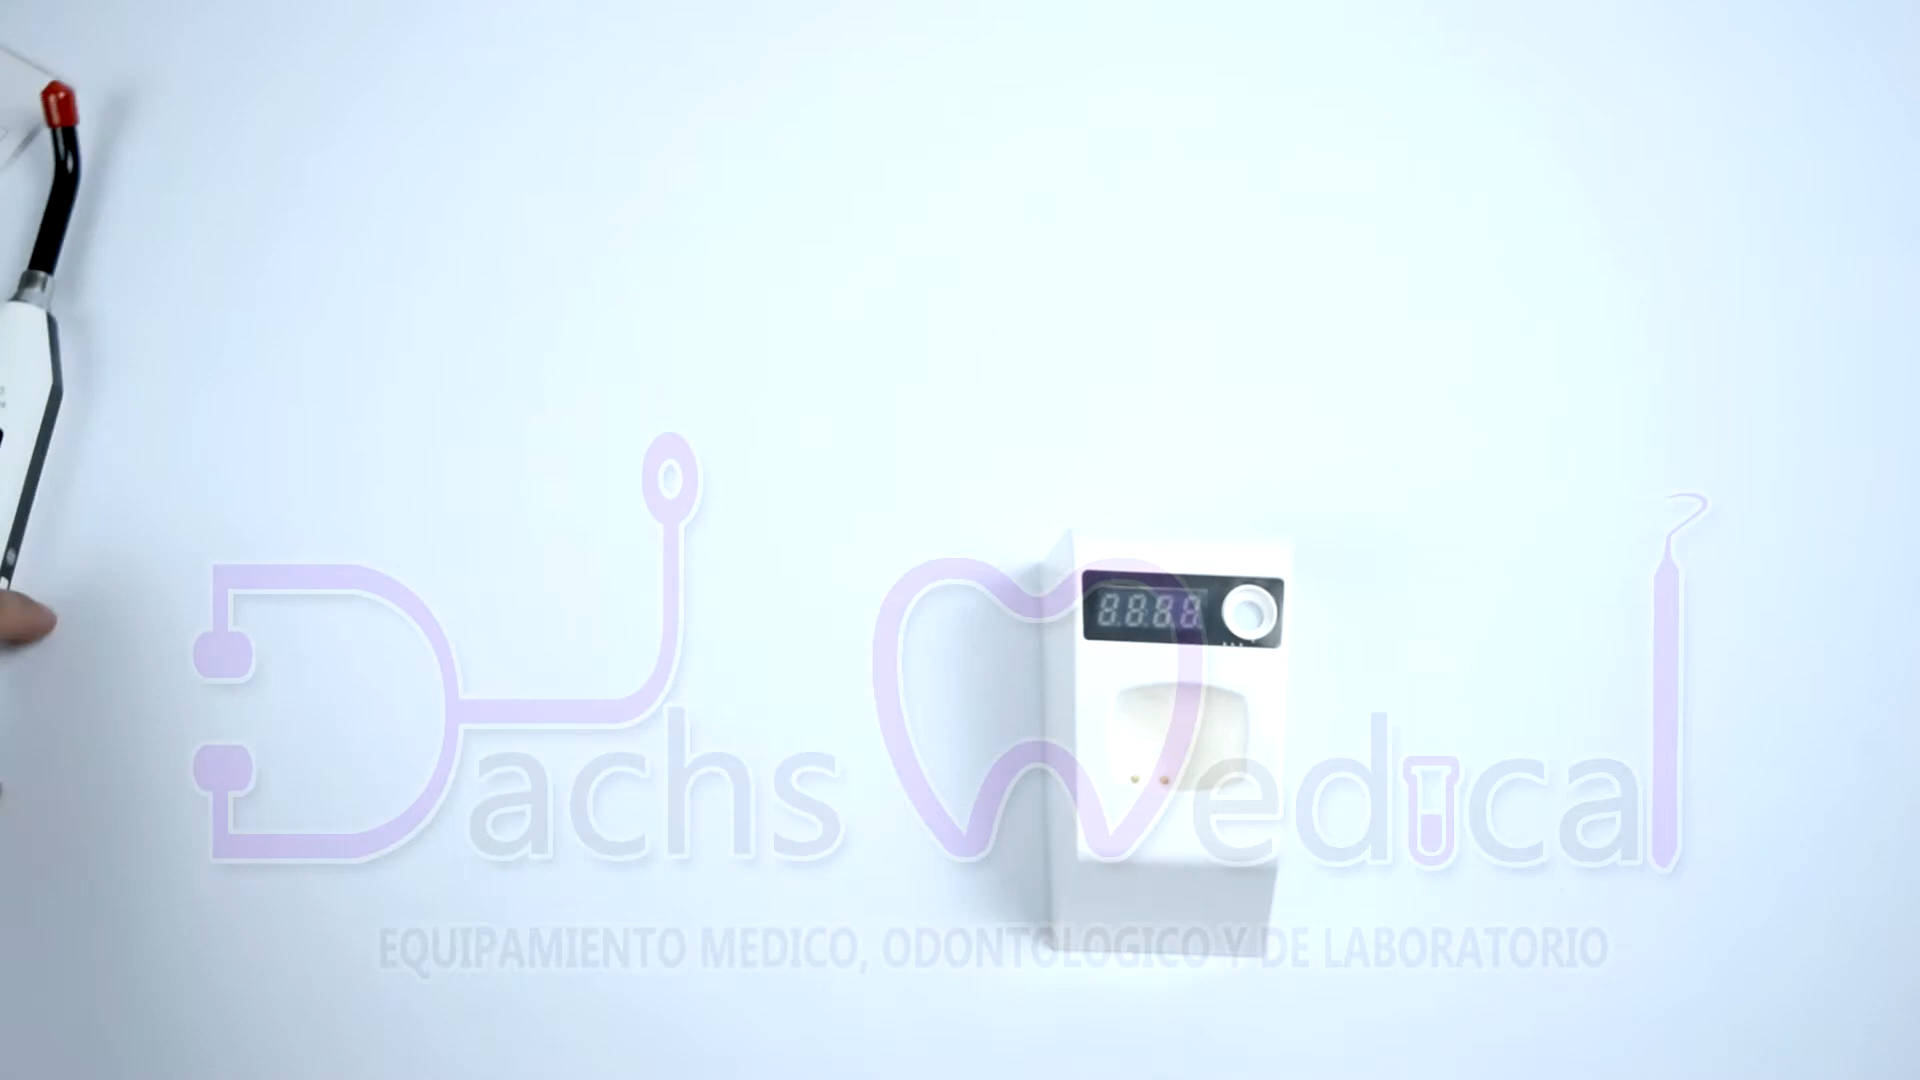 8.8.8.8.
Dachs Medical
EQUIPAMIENTO MEDICO, ODONTOLOGICO Y DE LABORATORIO